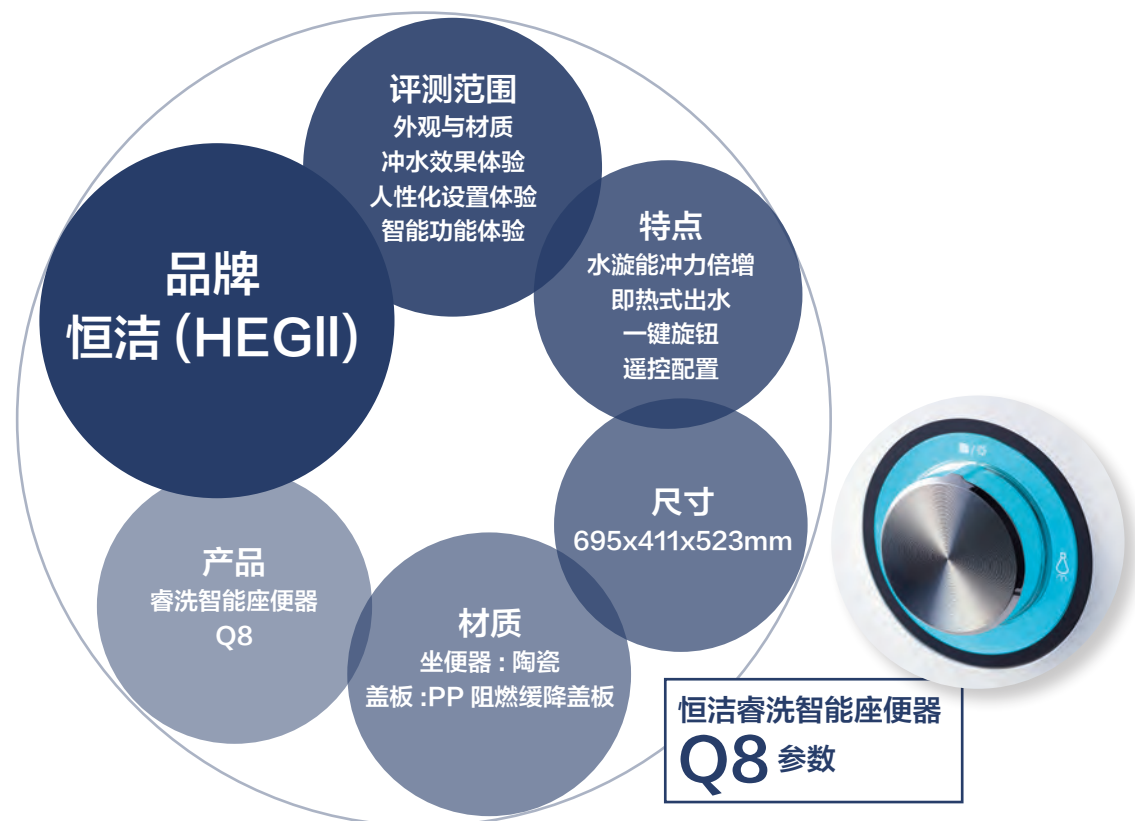 评测范围
外观与材质
冲水效果体验
人性化设置体验
智能功能体验
品牌
恒洁 (HEGII)
特点
水漩能冲力倍增
即热式出水
一键旋钮
遥控配置
尺寸
695x411x523mm
产品
睿洗智能座便器
Q8
材质
坐便器 : 陶瓷
盖板 :PP 阻燃缓降盖板
恒洁睿洗智能座便器
Q8 参数